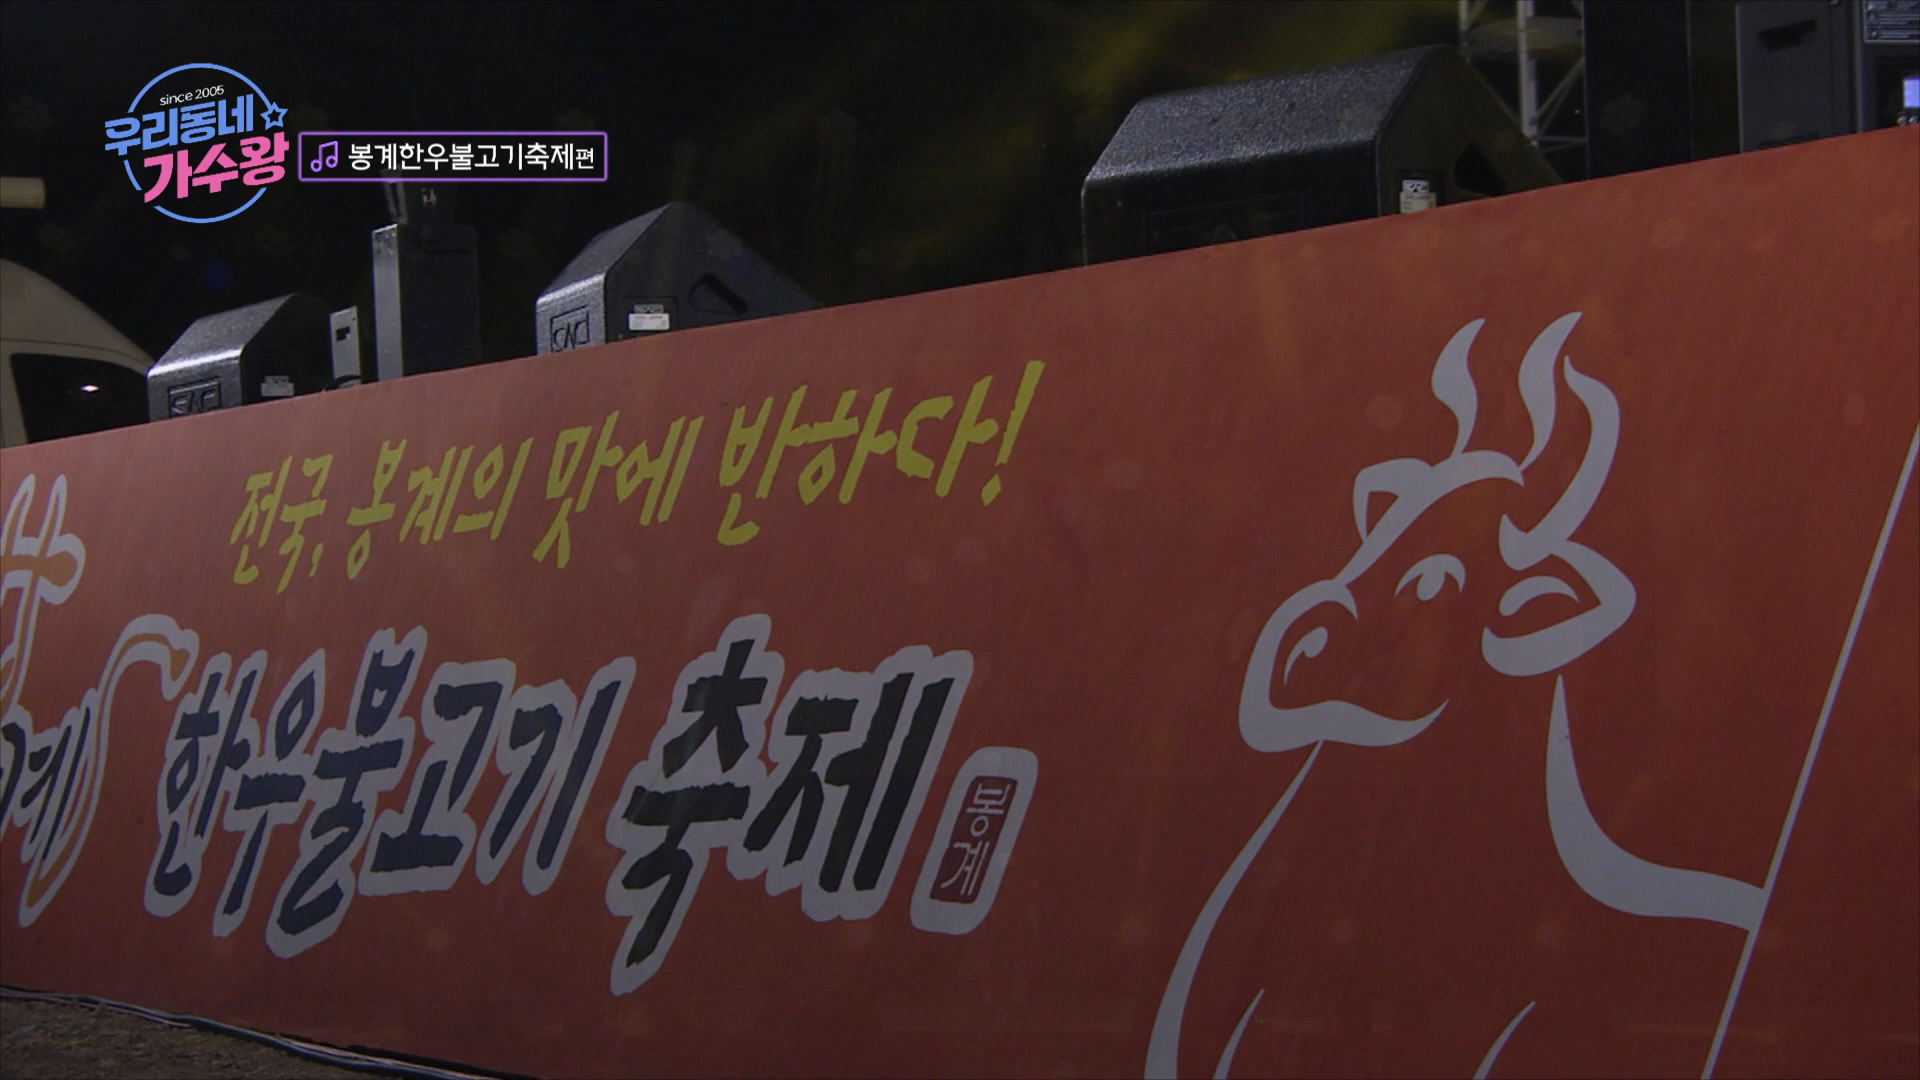 since 2005
우리동네
가수왕
봉계한우불고기축제편
전국, 봉계의 맛에 반하다!
계 한우불고기 축제
봉계